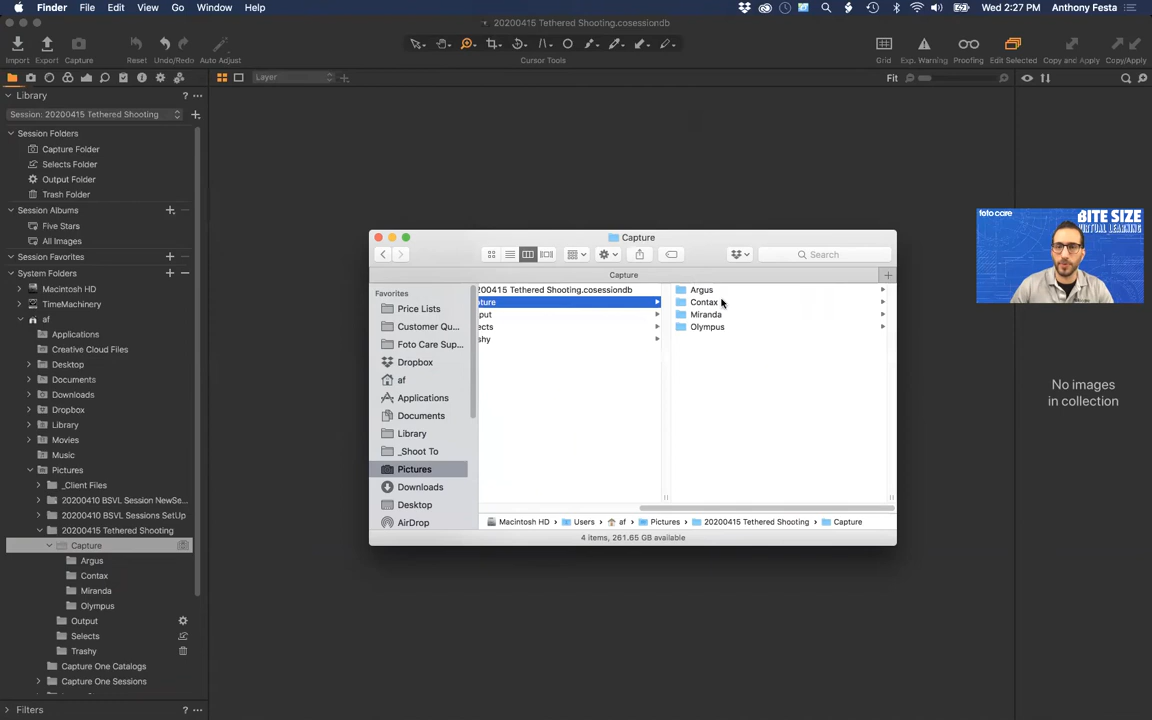 Finder File Edit View Go Window Help Wed 2:27 PM Anthony Festa
20200415 Tethered Shooting.cosessiondb
Import Export Capture Reset Undo/Redo Auto Adjust Cursor Tools Grid Exp. Warning Proofing Edit Selected Copy and Apply Copy/Apply
Layer Fit
Library ?
Session: 20200415 Tethered Shooting
Session Folders
Capture Folder
Selects Folder
Output Folder
Trash Folder
Session Albums
Five Stars
All Images
Session Favorites
System Folders
Macintosh HD
TimeMachinery
af
Applications
Creative Cloud Files
Desktop
Documents
Downloads
Dropbox
Library
Movies
Music
Pictures
_Client Files
20200410 BSVL Session NewSe...
20200410 BSVL Sessions SetUp
20200415 Tethered Shooting
Capture
Argus
Contax
Miranda
Olympus
Output
Selects
Trashy
Capture One Catalogs
Capture One Sessions
Filters ?
Capture
Search
Capture
Favorites
Price Lists
Customer Qu...
Foto Care Sup...
Dropbox
af
Applications
Documents
Library
_Shoot To
Pictures
Downloads
Desktop
AirDrop
200415 Tethered Shooting.cosessiondb
pture
put
ects
shy
Argus
Contax
Miranda
Olympus
Macintosh HD Users af Pictures 20200415 Tethered Shooting Capture
4 items, 261.65 GB available
foto care
BITE SIZE
VIRTUAL LEARNING
No images
in collection